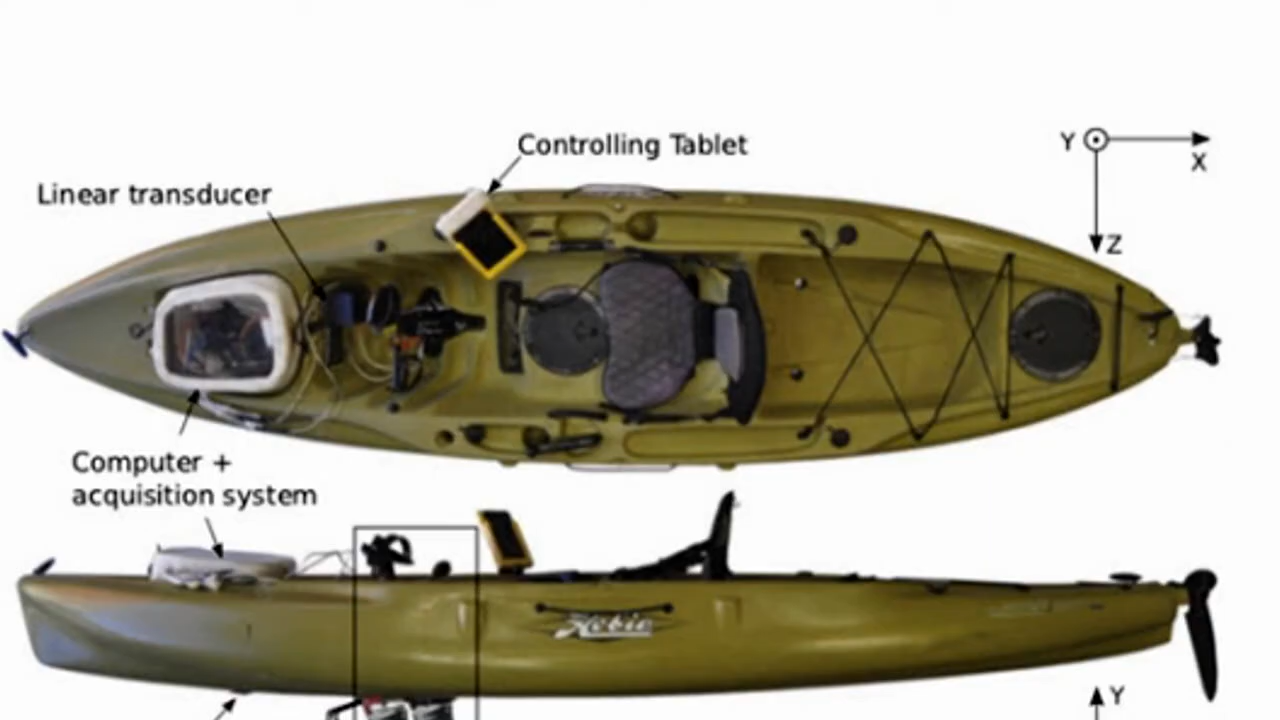 Controlling Tablet
Y
X
Linear transducer
Z
Computer +
acquisition system
Hobie
Y